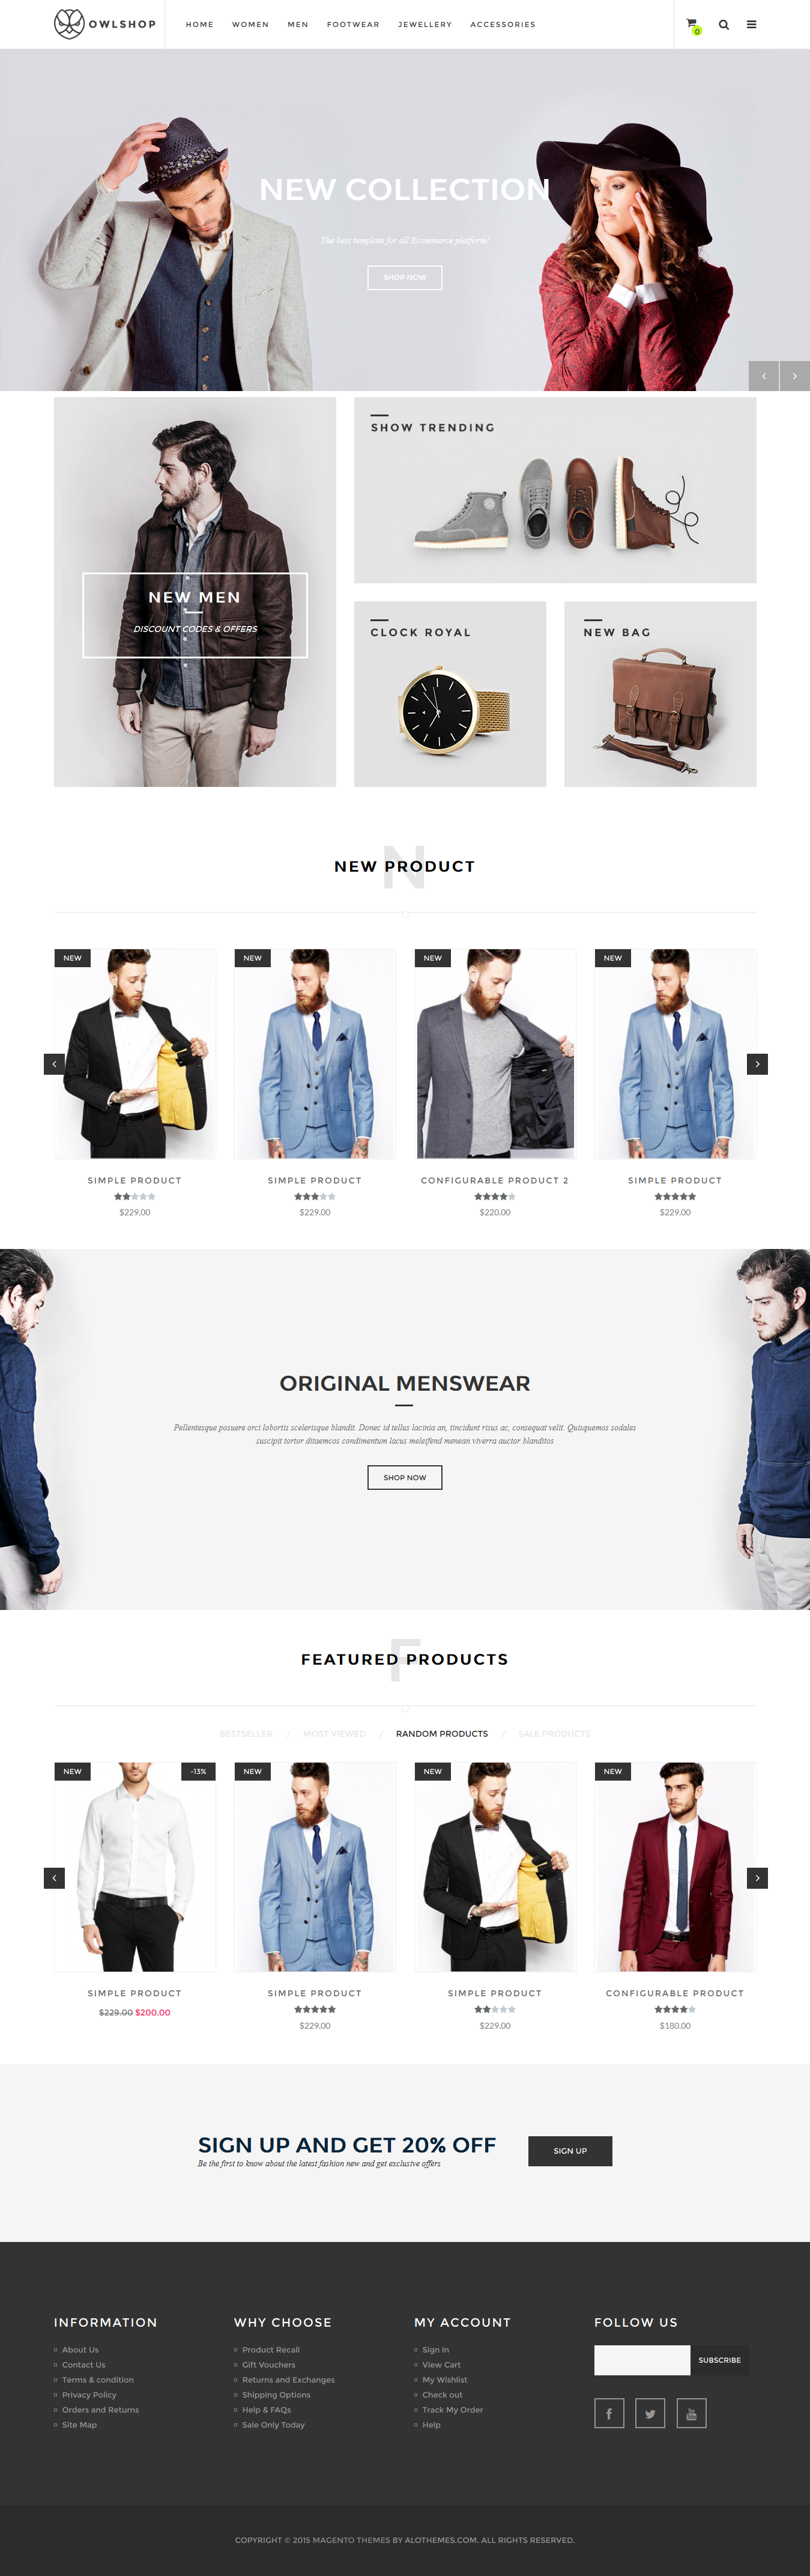 OWLSHOP
HOME WOMEN MEN FOOTWEAR JEWELLERY ACCESSORIES
0
NEW COLLECTION
The best template for all Ecommerce platform!
SHOP NOW
NEW MEN
DISCOUNT CODES & OFFERS
SHOW TRENDING
CLOCK ROYAL
NEW BAG
N
NEW PRODUCT
NEW NEW NEW NEW
SIMPLE PRODUCT SIMPLE PRODUCT CONFIGURABLE PRODUCT 2 SIMPLE PRODUCT
$229.00 $229.00 $220.00 $229.00
ORIGINAL MENSWEAR
Pellentesque posuere orci lobortis scelerisque blandit. Donec id tellus lacinia an, tincidunt risus ac, consequat velit. Quisquemos sodales
suscipit tortor ditaemcos condimentum lacus meleifend menean viverra auctor blanditos
SHOP NOW
F
FEATURED PRODUCTS
BESTSELLER / MOST VIEWED / RANDOM PRODUCTS / SALE PRODUCTS
NEW -13% NEW NEW NEW
SIMPLE PRODUCT SIMPLE PRODUCT SIMPLE PRODUCT CONFIGURABLE PRODUCT
$229.00 $200.00 $229.00 $229.00 $180.00
SIGN UP AND GET 20% OFF
Be the first to know about the latest fashion new and get exclusive offers
SIGN UP
INFORMATION
About Us
Contact Us
Terms & condition
Privacy Policy
Orders and Returns
Site Map
WHY CHOOSE
Product Recall
Gift Vouchers
Returns and Exchanges
Shipping Options
Help & FAQs
Sale Only Today
MY ACCOUNT
Sign In
View Cart
My Wishlist
Check out
Track My Order
Help
FOLLOW US
SUBSCRIBE
COPYRIGHT © 2015 MAGENTO THEMES BY ALOTHEMES.COM. ALL RIGHTS RESERVED.